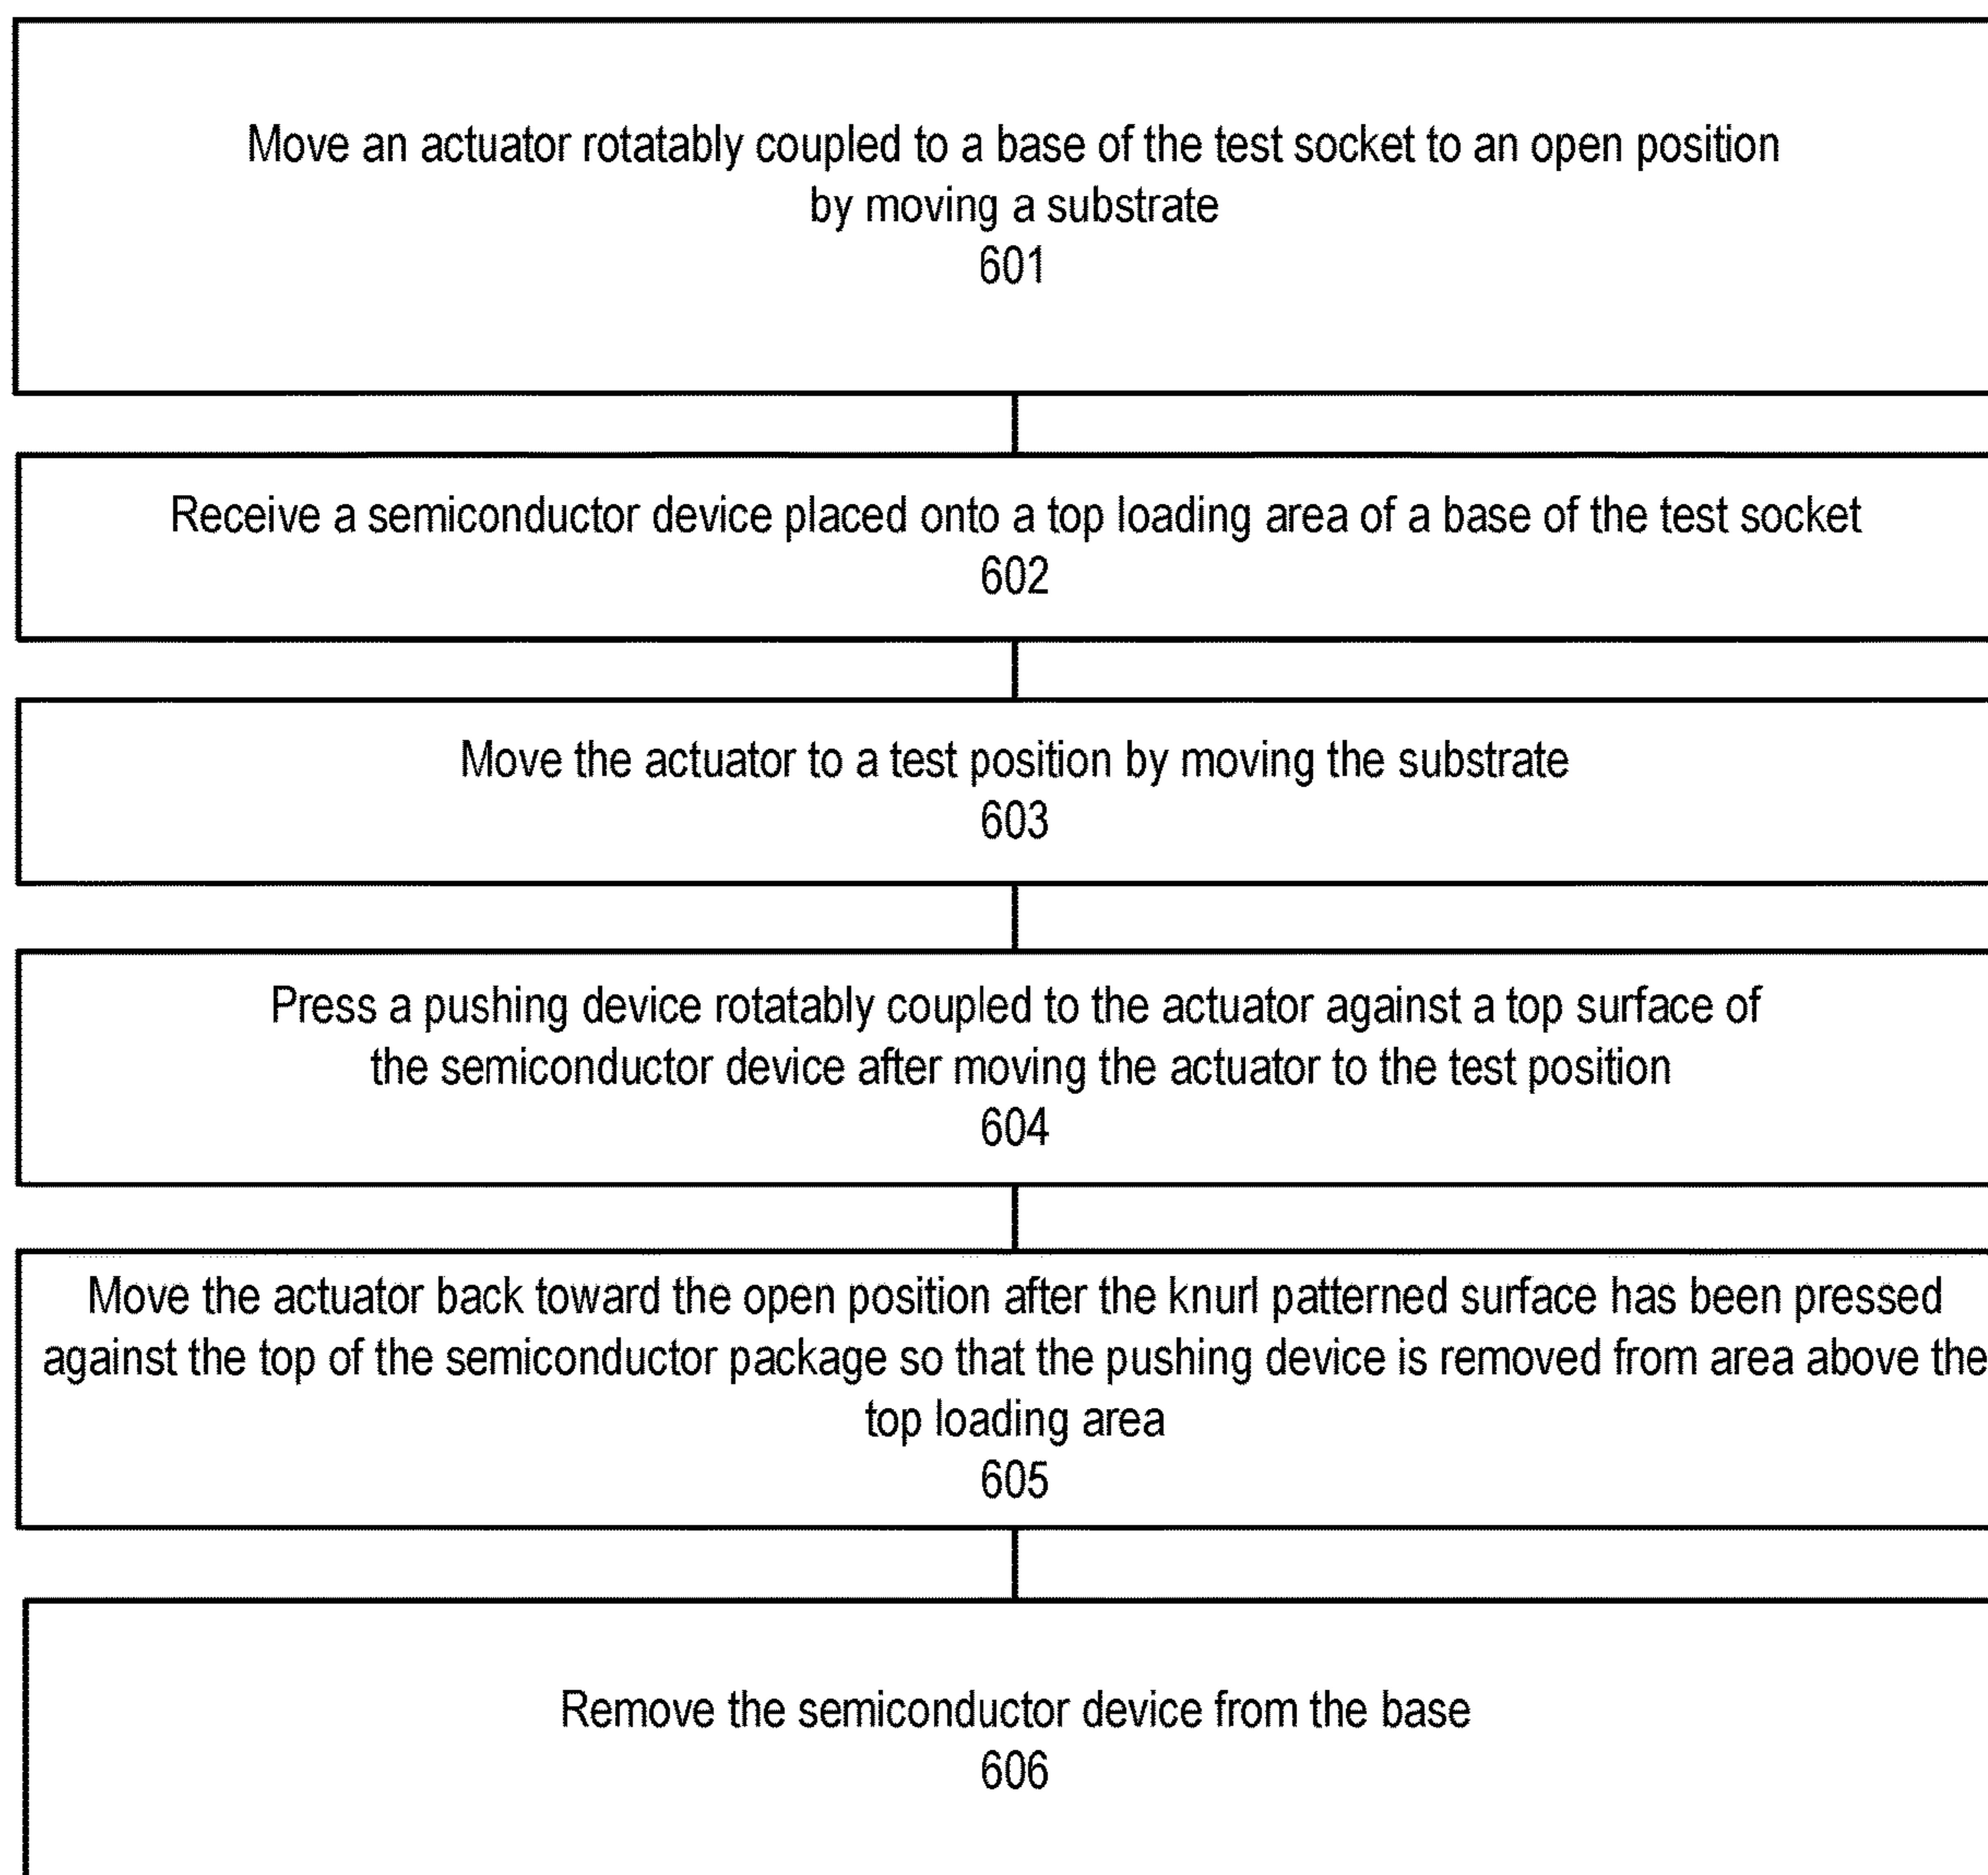 Move an actuator rotatably coupled to a base of the test socket to an open position
by moving a substrate
601
Receive a semiconductor device placed onto a top loading area of a base of the test socket
602
Move the actuator to a test position by moving the substrate
603
Press a pushing device rotatably coupled to the actuator against a top surface of
the semiconductor device after moving the actuator to the test position
604
Move the actuator back toward the open position after the knurl patterned surface has been pressed
against the top of the semiconductor package so that the pushing device is removed from area above the
top loading area
605
Remove the semiconductor device from the base
606